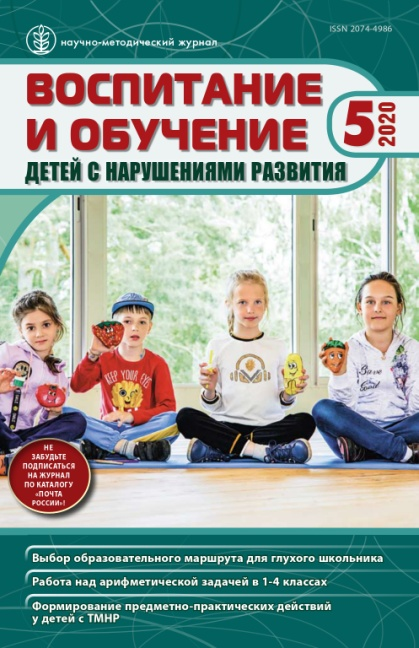 научно-методический журнал
ISSN 2074-4986
ВОСПИТАНИЕ
И ОБУЧЕНИЕ
ДЕТЕЙ С НАРУШЕНИЯМИ РАЗВИТИЯ
5
2020
KEEP YOUR
НЕ
ЗАБУДЬТЕ
ПОДПИСАТЬСЯ
НА ЖУРНАЛ
ПО КАТАЛОГУ
«ПОЧТА
РОССИИ»!
Выбор образовательного маршрута для глухого школьника
Работа над арифметической задачей в 1-4 классах
Формирование предметно-практических действий
у детей с ТМНР